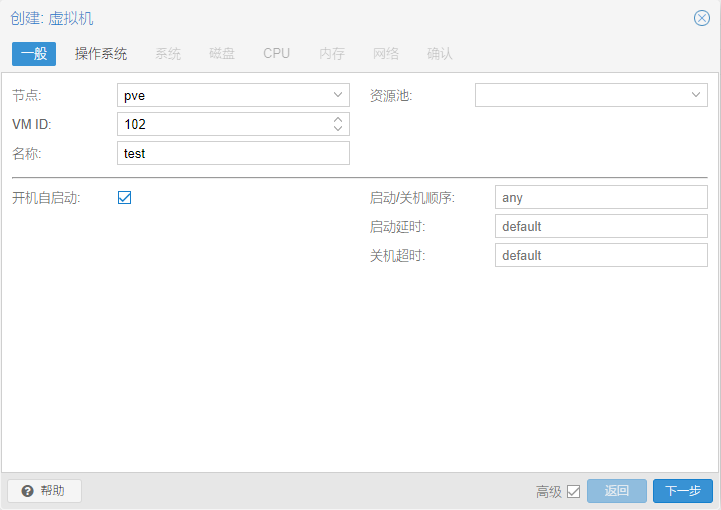 创建: 虚拟机
一般 操作系统 系统 磁盘 CPU 内存 网络 确认
节点: pve 资源池:
VM ID: 102
名称: test
开机自启动: 启动/关机顺序: any
启动延时: default
关机超时: default
帮助 高级 返回 下一步